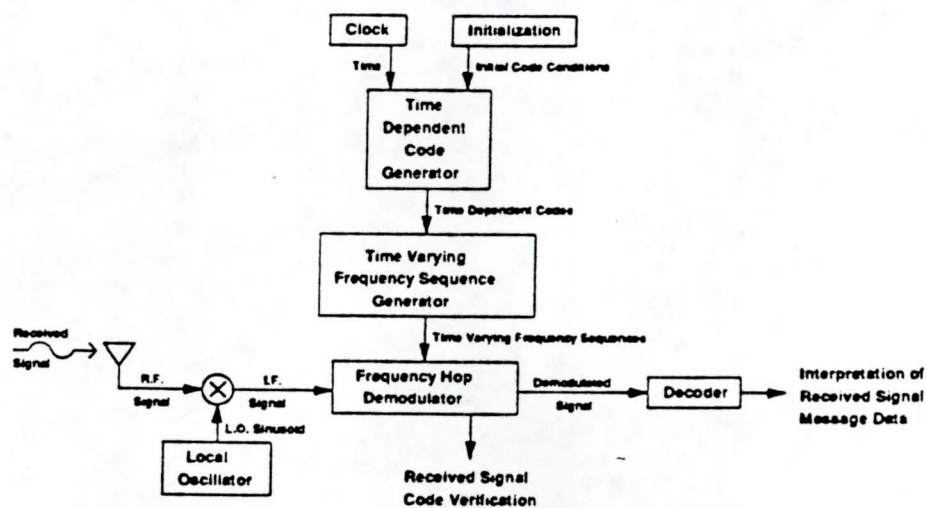 Clock
Initialization
Time
Initial Code Conditions
Time
Dependent
Code
Generator
Time Dependent Codes
Time Varying
Frequency Sequence
Generator
Time Varying Frequency Sequences
Received
Signal
R.F.
Signal
I.F.
Signal
Frequency Hop
Demodulator
Demodulated
Signal
Decoder
Interpretation of
Received Signal
Message Data
L.O. Sinusoid
Local
Oscillator
Received Signal
Code Verification